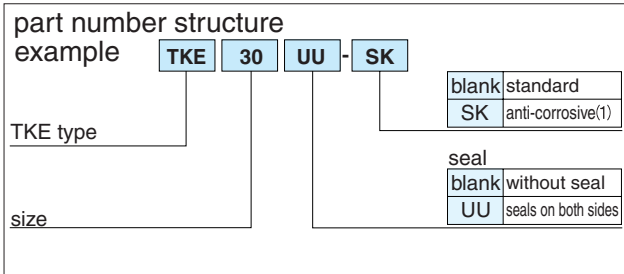 part number structure
example TKE 30 UU - SK
blank standard
SK anti-corrosive(1)
TKE type
seal
blank without seal
UU seals on both sides
size